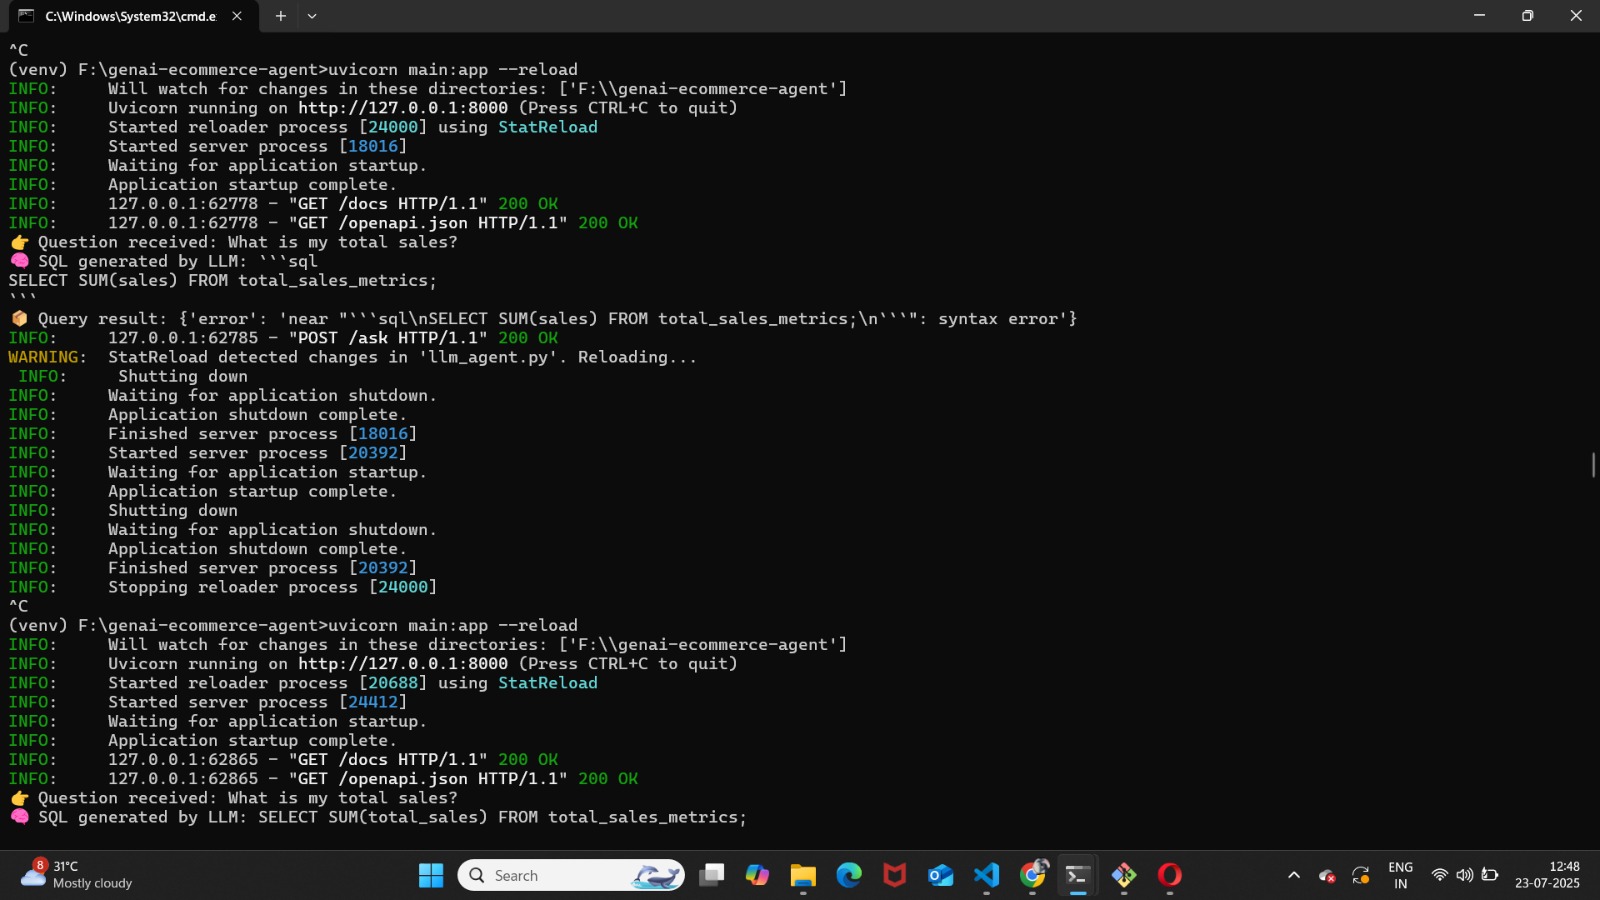 C:\Windows\System32\cmd.e
^C
(venv) F:\genai-ecommerce-agent>uvicorn main:app --reload
INFO:     Will watch for changes in these directories: ['F:\\genai-ecommerce-agent']
INFO:     Uvicorn running on http://127.0.0.1:8000 (Press CTRL+C to quit)
INFO:     Started reloader process [24000] using StatReload
INFO:     Started server process [18016]
INFO:     Waiting for application startup.
INFO:     Application startup complete.
INFO:     127.0.0.1:62778 - "GET /docs HTTP/1.1" 200 OK
INFO:     127.0.0.1:62778 - "GET /openapi.json HTTP/1.1" 200 OK
👉 Question received: What is my total sales?
🧠 SQL generated by LLM: ```sql
SELECT SUM(sales) FROM total_sales_metrics;
```
📦 Query result: {'error': 'near "```sql\nSELECT SUM(sales) FROM total_sales_metrics;\n```": syntax error'}
INFO:     127.0.0.1:62785 - "POST /ask HTTP/1.1" 200 OK
WARNING:  StatReload detected changes in 'llm_agent.py'. Reloading...
 INFO:     Shutting down
INFO:     Waiting for application shutdown.
INFO:     Application shutdown complete.
INFO:     Finished server process [18016]
INFO:     Started server process [20392]
INFO:     Waiting for application startup.
INFO:     Application startup complete.
INFO:     Shutting down
INFO:     Waiting for application shutdown.
INFO:     Application shutdown complete.
INFO:     Finished server process [20392]
INFO:     Stopping reloader process [24000]
^C
(venv) F:\genai-ecommerce-agent>uvicorn main:app --reload
INFO:     Will watch for changes in these directories: ['F:\\genai-ecommerce-agent']
INFO:     Uvicorn running on http://127.0.0.1:8000 (Press CTRL+C to quit)
INFO:     Started reloader process [20688] using StatReload
INFO:     Started server process [24412]
INFO:     Waiting for application startup.
INFO:     Application startup complete.
INFO:     127.0.0.1:62865 - "GET /docs HTTP/1.1" 200 OK
INFO:     127.0.0.1:62865 - "GET /openapi.json HTTP/1.1" 200 OK
👉 Question received: What is my total sales?
🧠 SQL generated by LLM: SELECT SUM(total_sales) FROM total_sales_metrics;
8
31°C
Mostly cloudy
Search
ENG
IN
12:48
23-07-2025